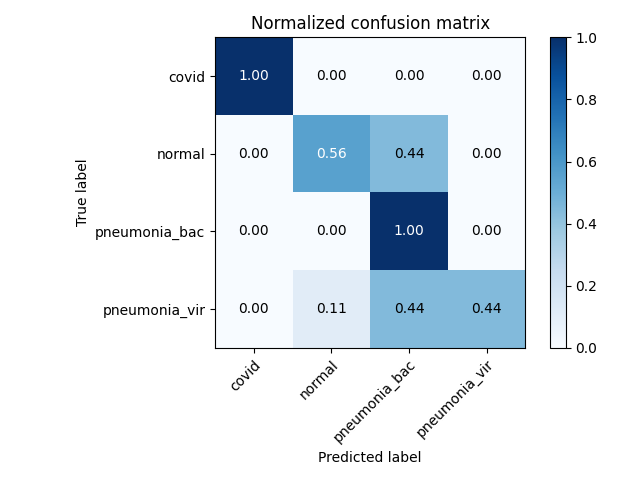 Normalized confusion matrix
True label
covid 1.00 0.00 0.00 0.00
normal 0.00 0.56 0.44 0.00
pneumonia_bac 0.00 0.00 1.00 0.00
pneumonia_vir 0.00 0.11 0.44 0.44
covid normal pneumonia_bac pneumonia_vir
Predicted label
1.0
0.8
0.6
0.4
0.2
0.0